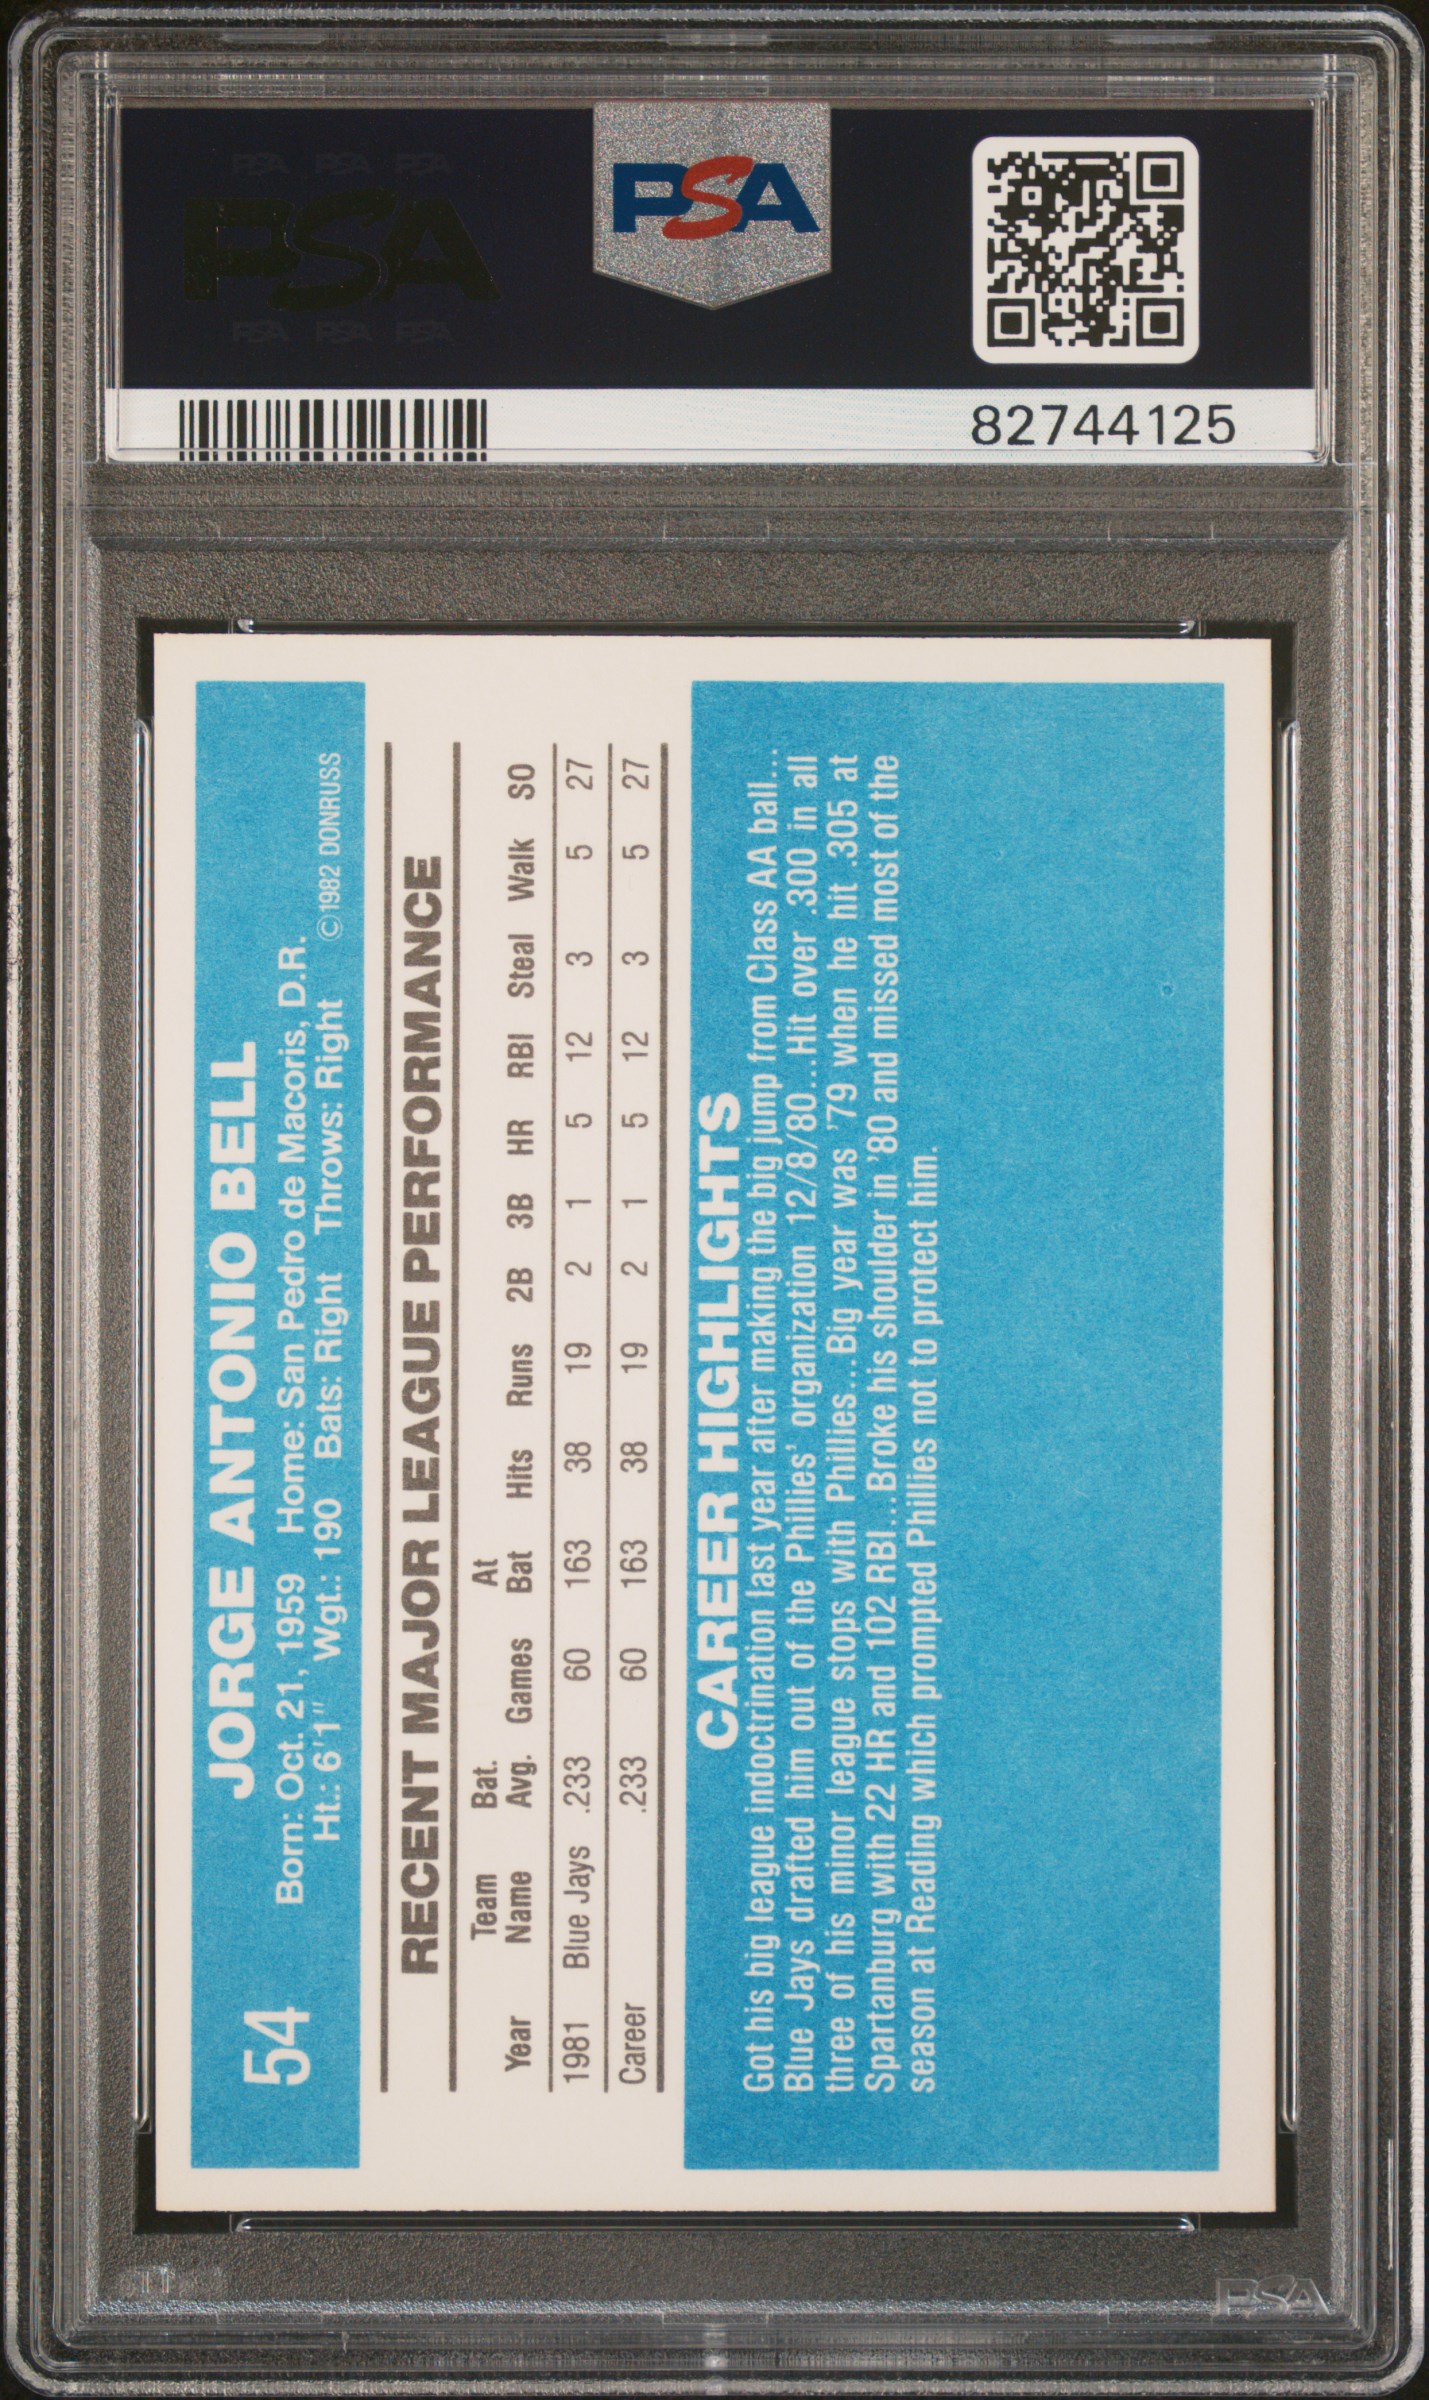 PSA PSA PSA
PSA
PSA PSA PSA
PSA
82744125
54
JORGE ANTONIO BELL
Born: Oct. 21, 1959 Home: San Pedro de Macoris, D.R.
Ht.: 6'1" Wgt.: 190 Bats: Right Throws: Right ©1982 DONRUSS
RECENT MAJOR LEAGUE PERFORMANCE
Year Team Name Bat. Avg. Games At Bat Hits Runs 2B 3B HR RBI Steal Walk SO
1981 Blue Jays .233 60 163 38 19 2 1 5 12 3 5 27
Career .233 60 163 38 19 2 1 5 12 3 5 27
CAREER HIGHLIGHTS
Got his big league indoctrination last year after making the big jump from Class AA ball...
Blue Jays drafted him out of the Phillies' organization 12/8/80...Hit over .300 in all
three of his minor league stops with Phillies...Big year was '79 when he hit .305 at
Spartanburg with 22 HR and 102 RBI...Broke his shoulder in '80 and missed most of the
season at Reading which prompted Phillies not to protect him.
PSA